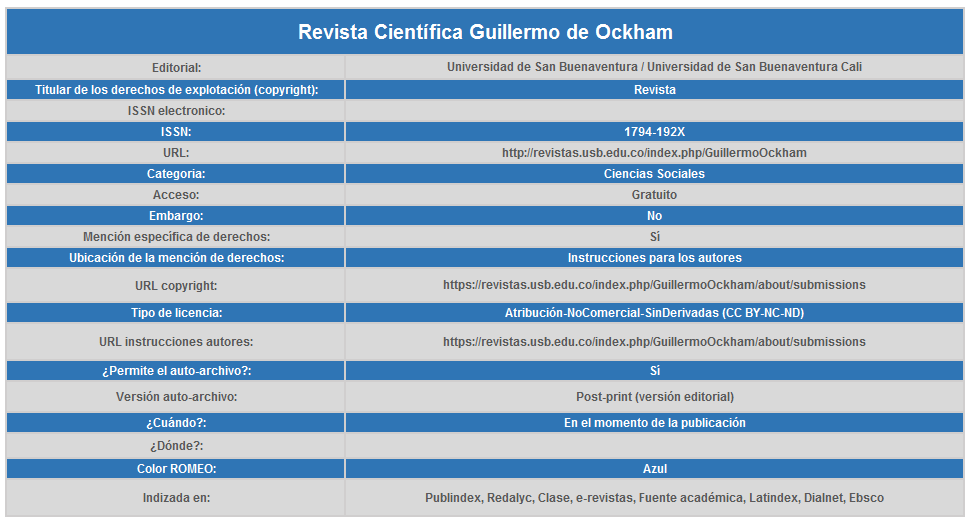 Revista Científica Guillermo de Ockham
Editorial: Universidad de San Buenaventura / Universidad de San Buenaventura Cali
Titular de los derechos de explotación (copyright): Revista
ISSN electronico:
ISSN: 1794-192X
URL: http://revistas.usb.edu.co/index.php/GuillermoOckham
Categoria: Ciencias Sociales
Acceso: Gratuito
Embargo: No
Mención específica de derechos: Sí
Ubicación de la mención de derechos: Instrucciones para los autores
URL copyright: https://revistas.usb.edu.co/index.php/GuillermoOckham/about/submissions
Tipo de licencia: Atribución-NoComercial-SinDerivadas (CC BY-NC-ND)
URL instrucciones autores: https://revistas.usb.edu.co/index.php/GuillermoOckham/about/submissions
¿Permite el auto-archivo?: Sí
Versión auto-archivo: Post-print (versión editorial)
¿Cuándo?: En el momento de la publicación
¿Dónde?:
Color ROMEO: Azul
Indizada en: Publindex, Redalyc, Clase, e-revistas, Fuente académica, Latindex, Dialnet, Ebsco